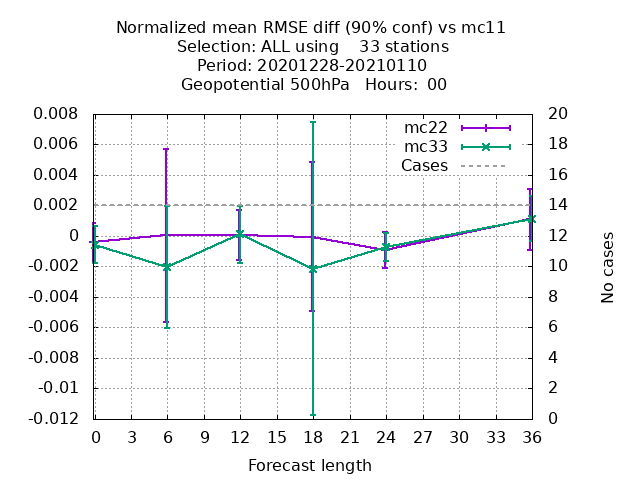 Normalized mean RMSE diff (90% conf) vs mc11
Selection: ALL using    33 stations
Period: 20201228-20210110
Geopotential 500hPa   Hours:  00
mc22
mc33
Cases
0.008
0.006
0.004
0.002
0
-0.002
-0.004
-0.006
-0.008
-0.01
-0.012
20
18
16
14
12
10
8
6
4
2
0
No cases
0 3 6 9 12 15 18 21 24 27 30 33 36
Forecast length